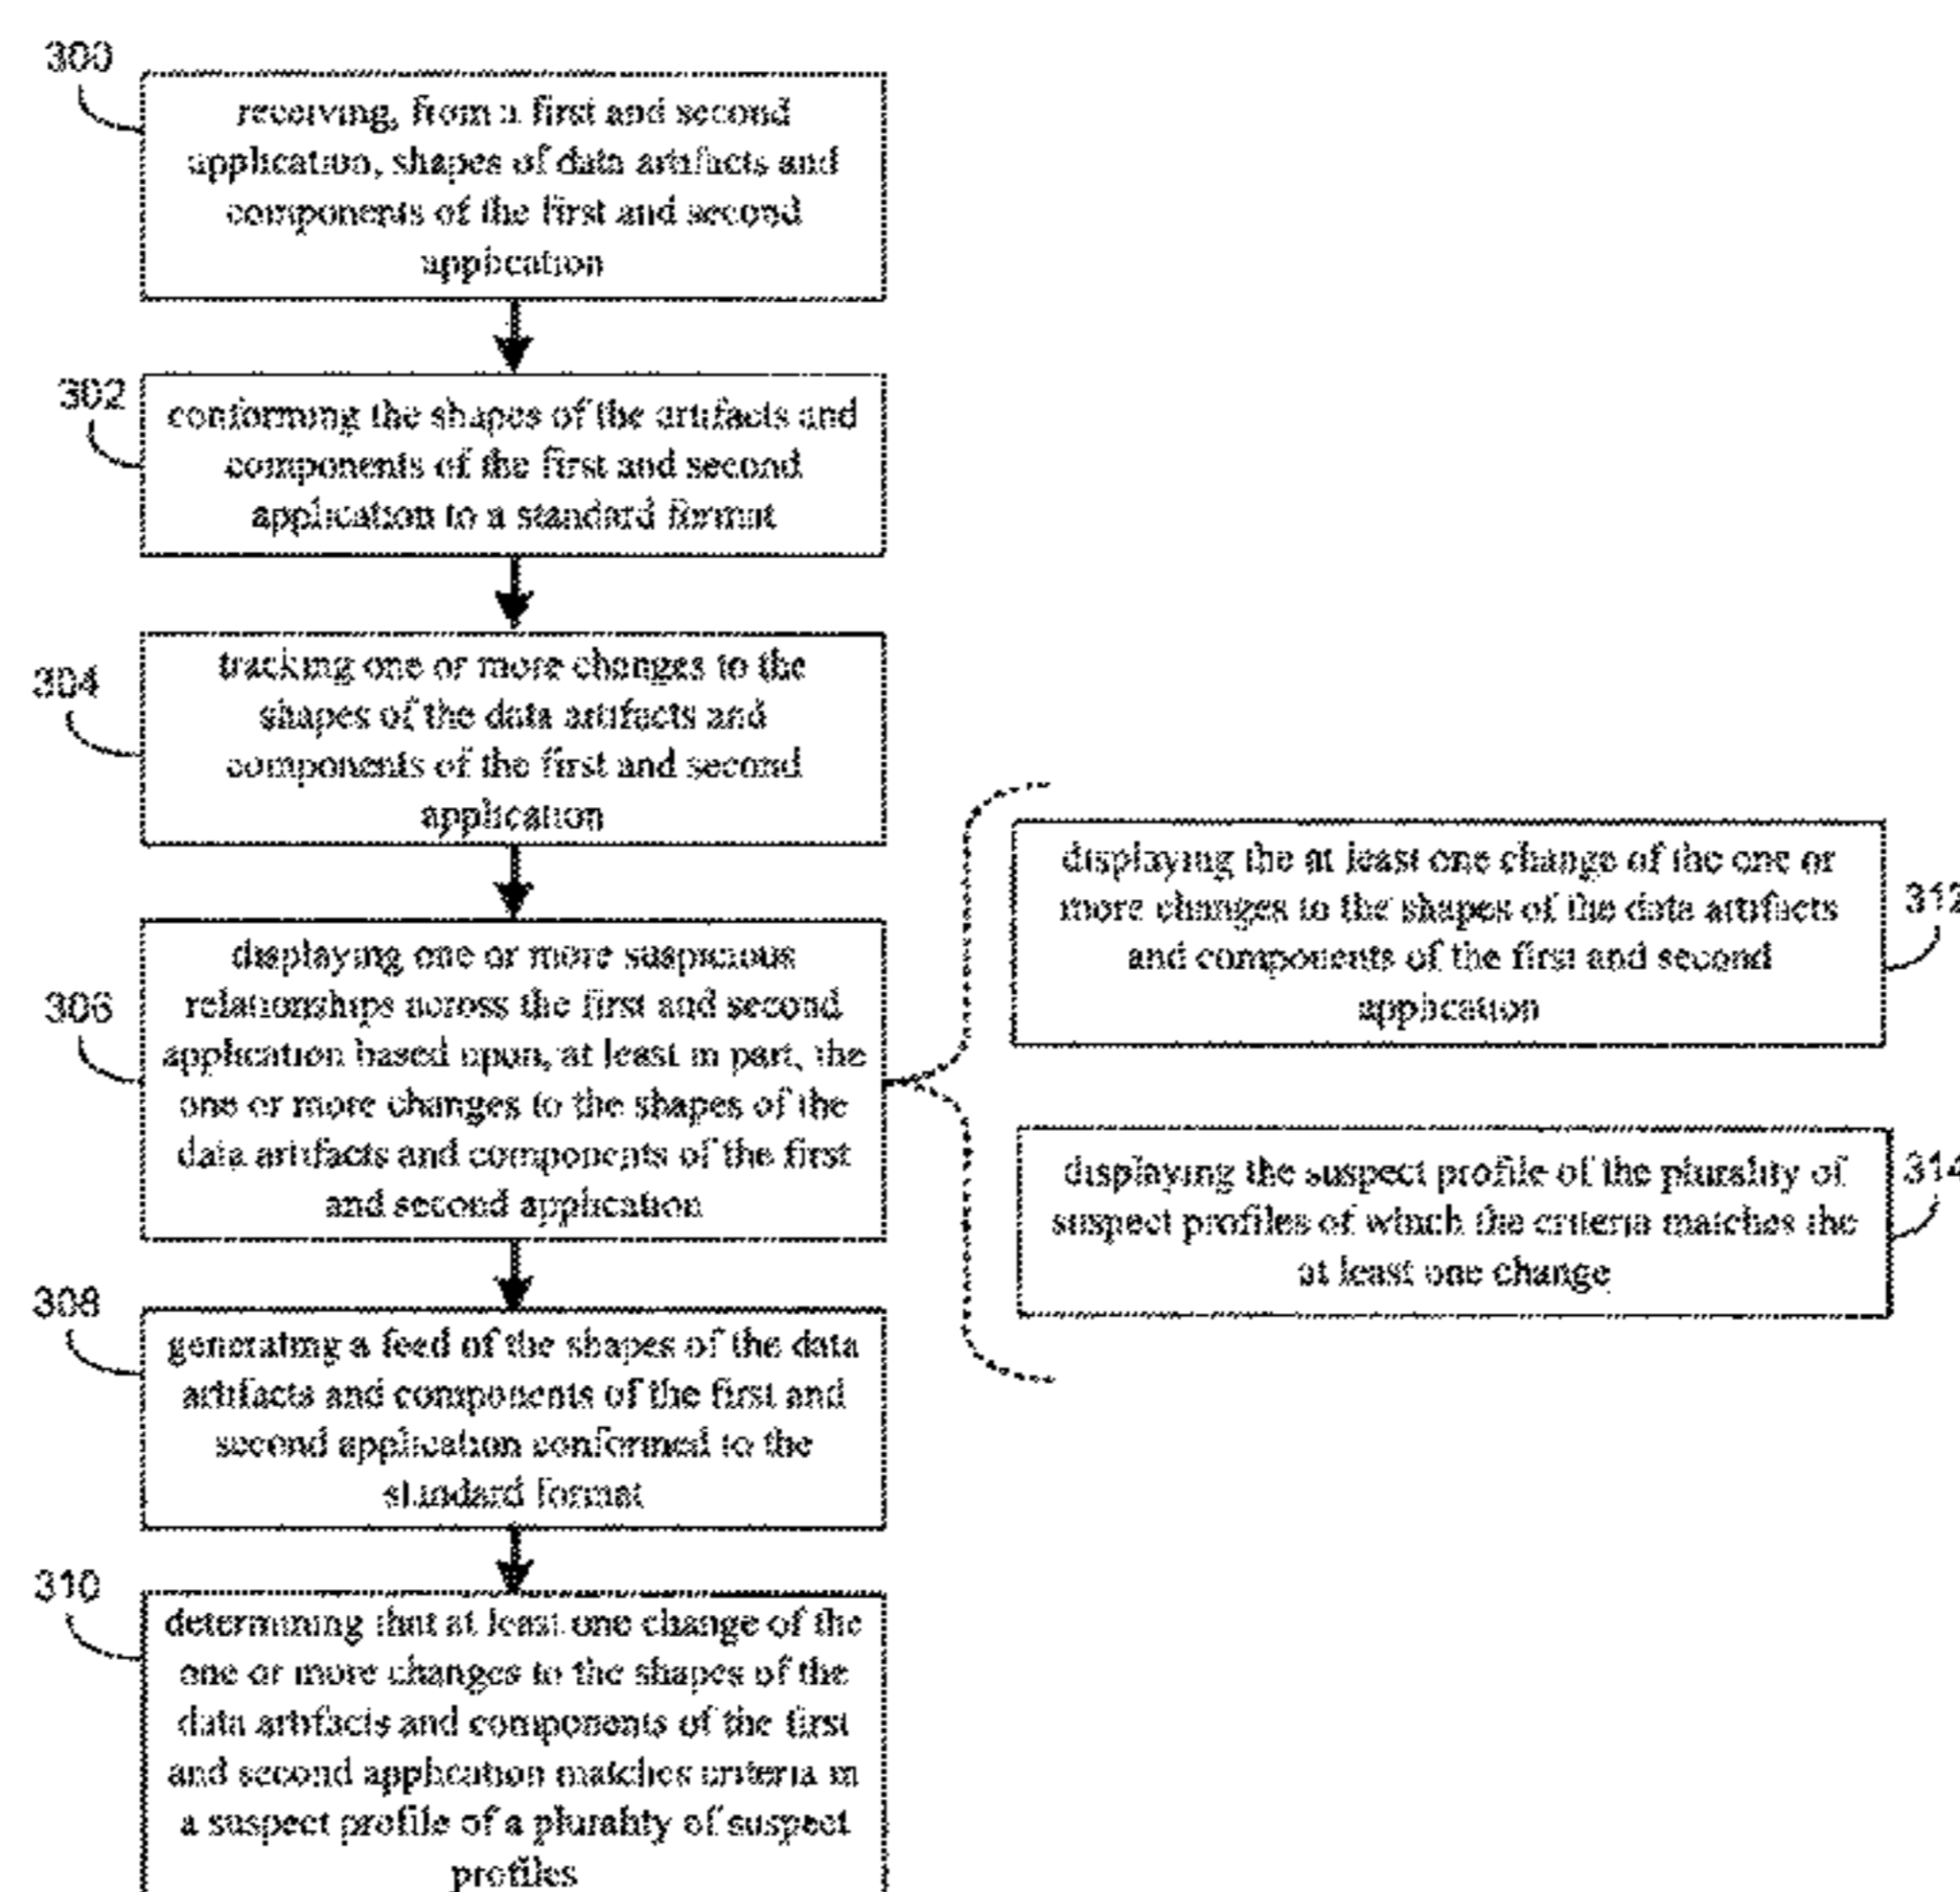 300
receiving, from a first and second
application, shapes of data artifacts and
components of the first and second
application
302
conforming the shapes of the artifacts and
components of the first and second
application to a standard format
304
tracking one or more changes to the
shapes of the data artifacts and
components of the first and second
application
306
displaying one or more suspicious
relationships across the first and second
application based upon, at least in part, the
one or more changes to the shapes of the
data artifacts and components of the first
and second application
308
generating a feed of the shapes of the data
artifacts and components of the first and
second application conformed to the
standard format
310
determining that at least one change of the
one or more changes to the shapes of the
data artifacts and components of the first
and second application matches criteria in
a suspect profile of a plurality of suspect
profiles
displaying the at least one change of the one or
more changes to the shapes of the data artifacts
and components of the first and second
application
312
displaying the suspect profile of the plurality of
suspect profiles of which the criteria matches the
at least one change
314